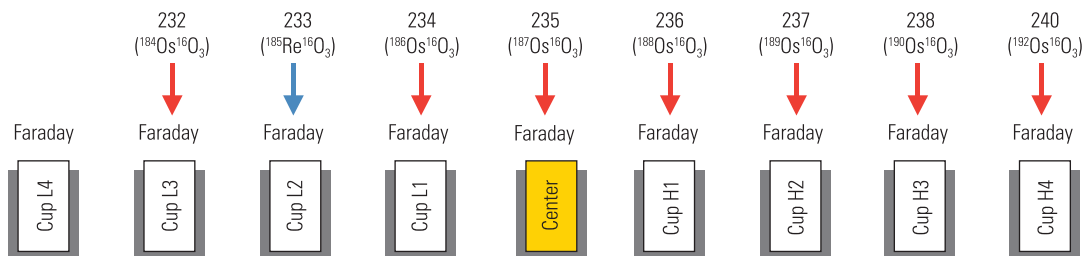 232 233 234 235 236 237 238 240
(¹⁸⁴Os¹⁶O₃) (¹⁸⁵Re¹⁶O₃) (¹⁸⁶Os¹⁶O₃) (¹⁸⁷Os¹⁶O₃) (¹⁸⁸Os¹⁶O₃) (¹⁸⁹Os¹⁶O₃) (¹⁹⁰Os¹⁶O₃) (¹⁹²Os¹⁶O₃)
Faraday Faraday Faraday Faraday Faraday Faraday Faraday Faraday Faraday
Cup L4 Cup L3 Cup L2 Cup L1 Center Cup H1 Cup H2 Cup H3 Cup H4